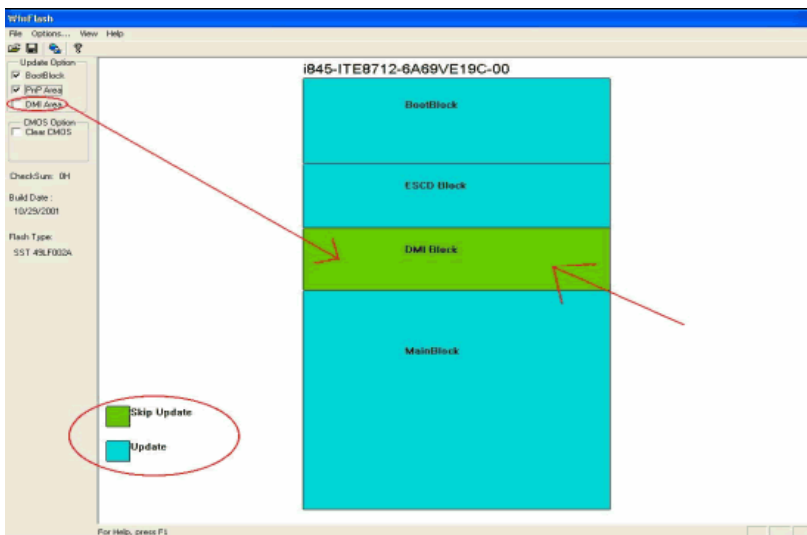 WinFlash
File Options... View Help
Update Option
BootBlock
PnP Area
DMI Area
CMOS Option
Clear CMOS
CheckSum: 0H
Build Date :
10/29/2001
Flash Type:
SST 49LF002A
i845-ITE8712-6A69VE19C-00
BootBlock
ESCD Block
DMI Block
MainBlock
Skip Update
Update
For Help, press F1